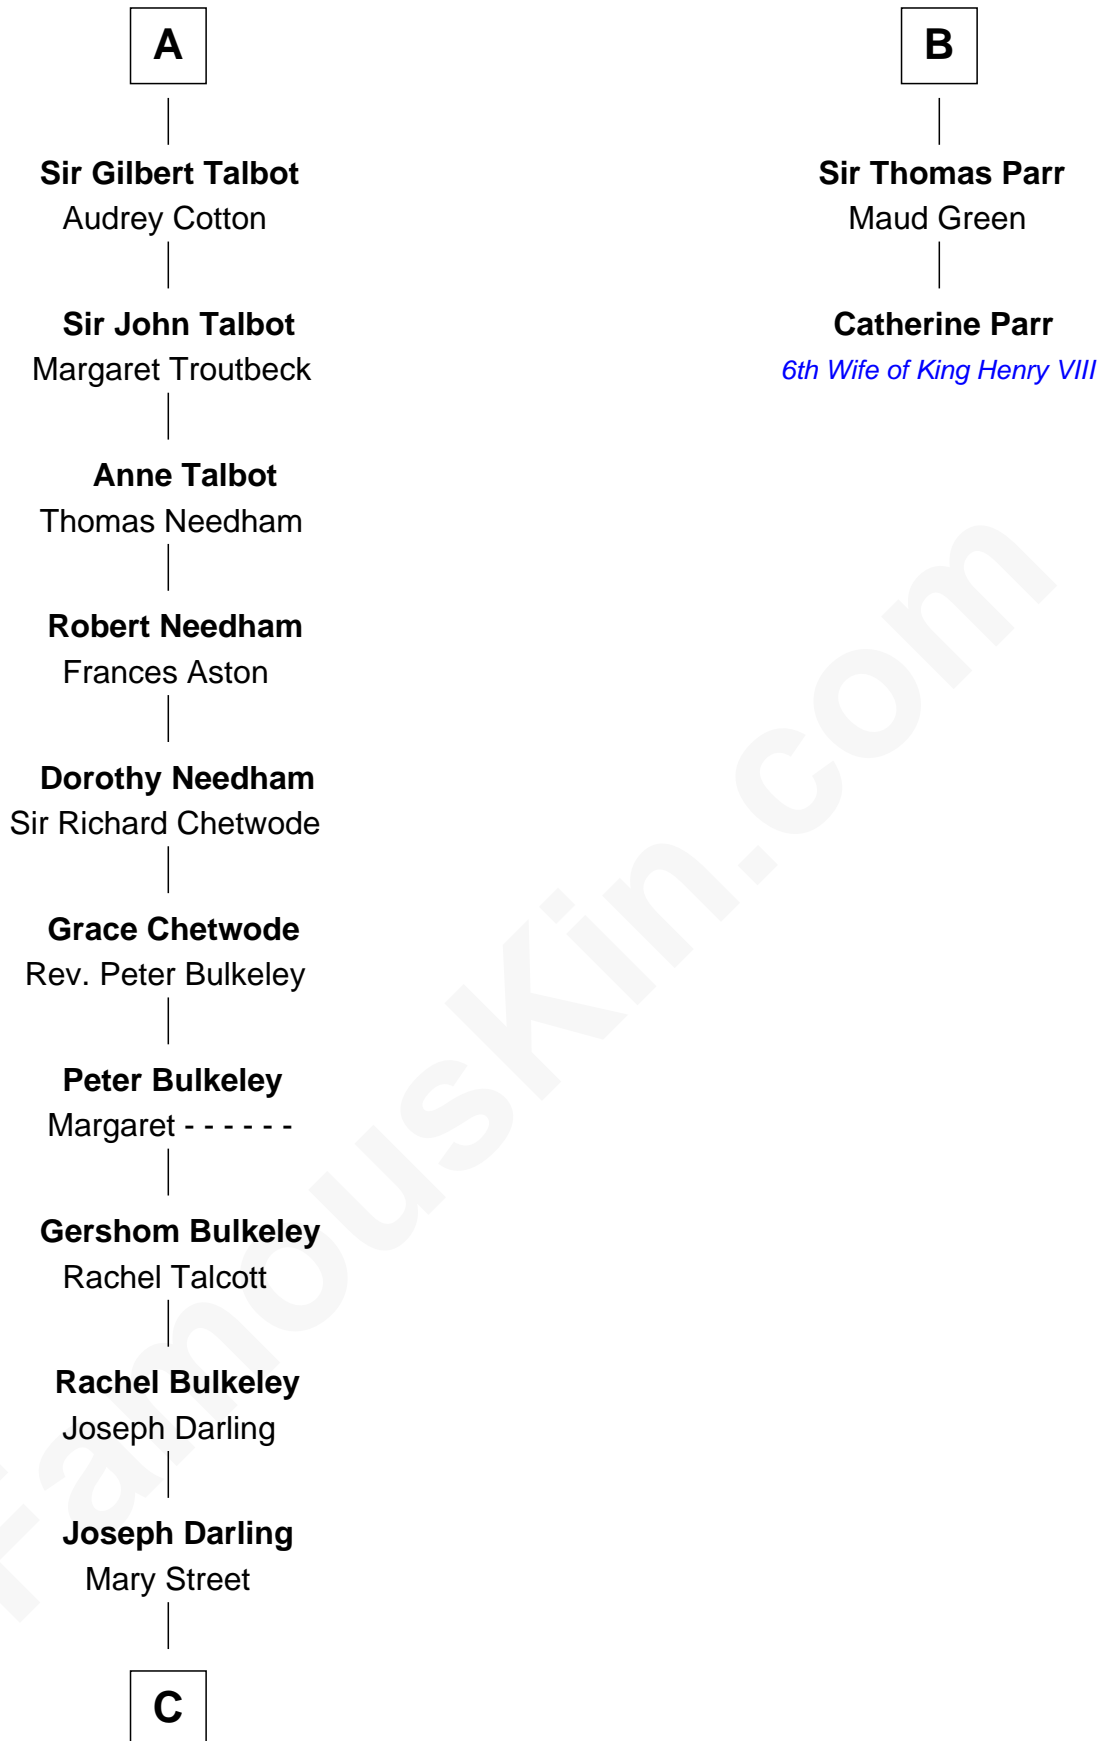 A
Sir Gilbert Talbot
Audrey Cotton
Sir John Talbot
Margaret Troutbeck
Anne Talbot
Thomas Needham
Robert Needham
Frances Aston
Dorothy Needham
Sir Richard Chetwode
Grace Chetwode
Rev. Peter Bulkeley
Peter Bulkeley
Margaret - - - - - -
Gershom Bulkeley
Rachel Talcott
Rachel Bulkeley
Joseph Darling
Joseph Darling
Mary Street
C
B
Sir Thomas Parr
Maud Green
Catherine Parr
6th Wife of King Henry VIII
FamousKin.com